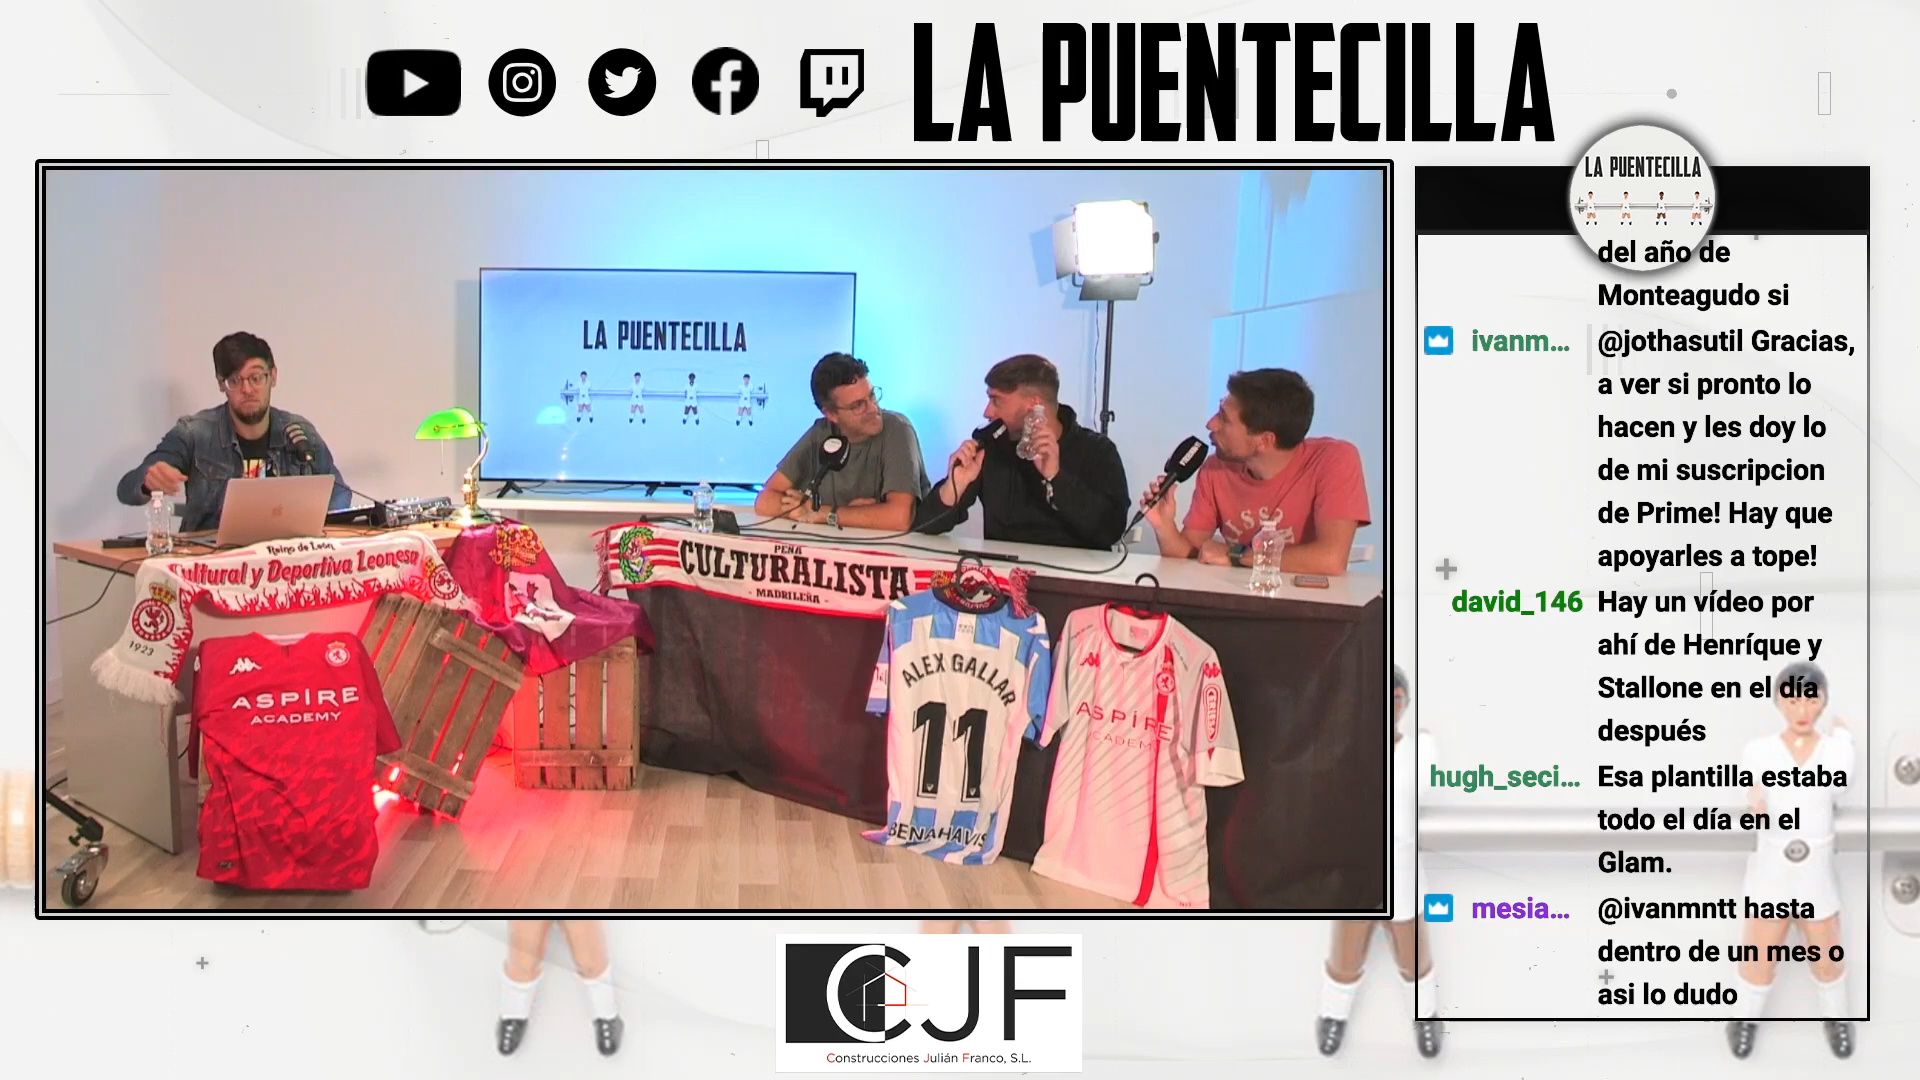 LA PUENTECILLA
LA PUENTECILLA
del año de
Monteagudo si
ivanm... @jothasutil Gracias,
a ver si pronto lo
hacen y les doy lo
de mi suscripcion
de Prime! Hay que
apoyarles a tope!
david_146 Hay un vídeo por
ahí de Henríque y
Stallone en el día
después
hugh_seci... Esa plantilla estaba
todo el día en el
Glam.
mesia... @ivanmntt hasta
dentro de un mes o
asi lo dudo
LA PUENTECILLA
Reino de León
Cultural y Deportiva Leonesa
1923
PEÑA
CULTURALISTA
- MADRILEÑA -
ASPIRE
ACADEMY
ALEX GALLAR
11
BENAHAVIS
ASPIRE
ACADEMY
CJF
Construcciones Julián Franco, S.L.